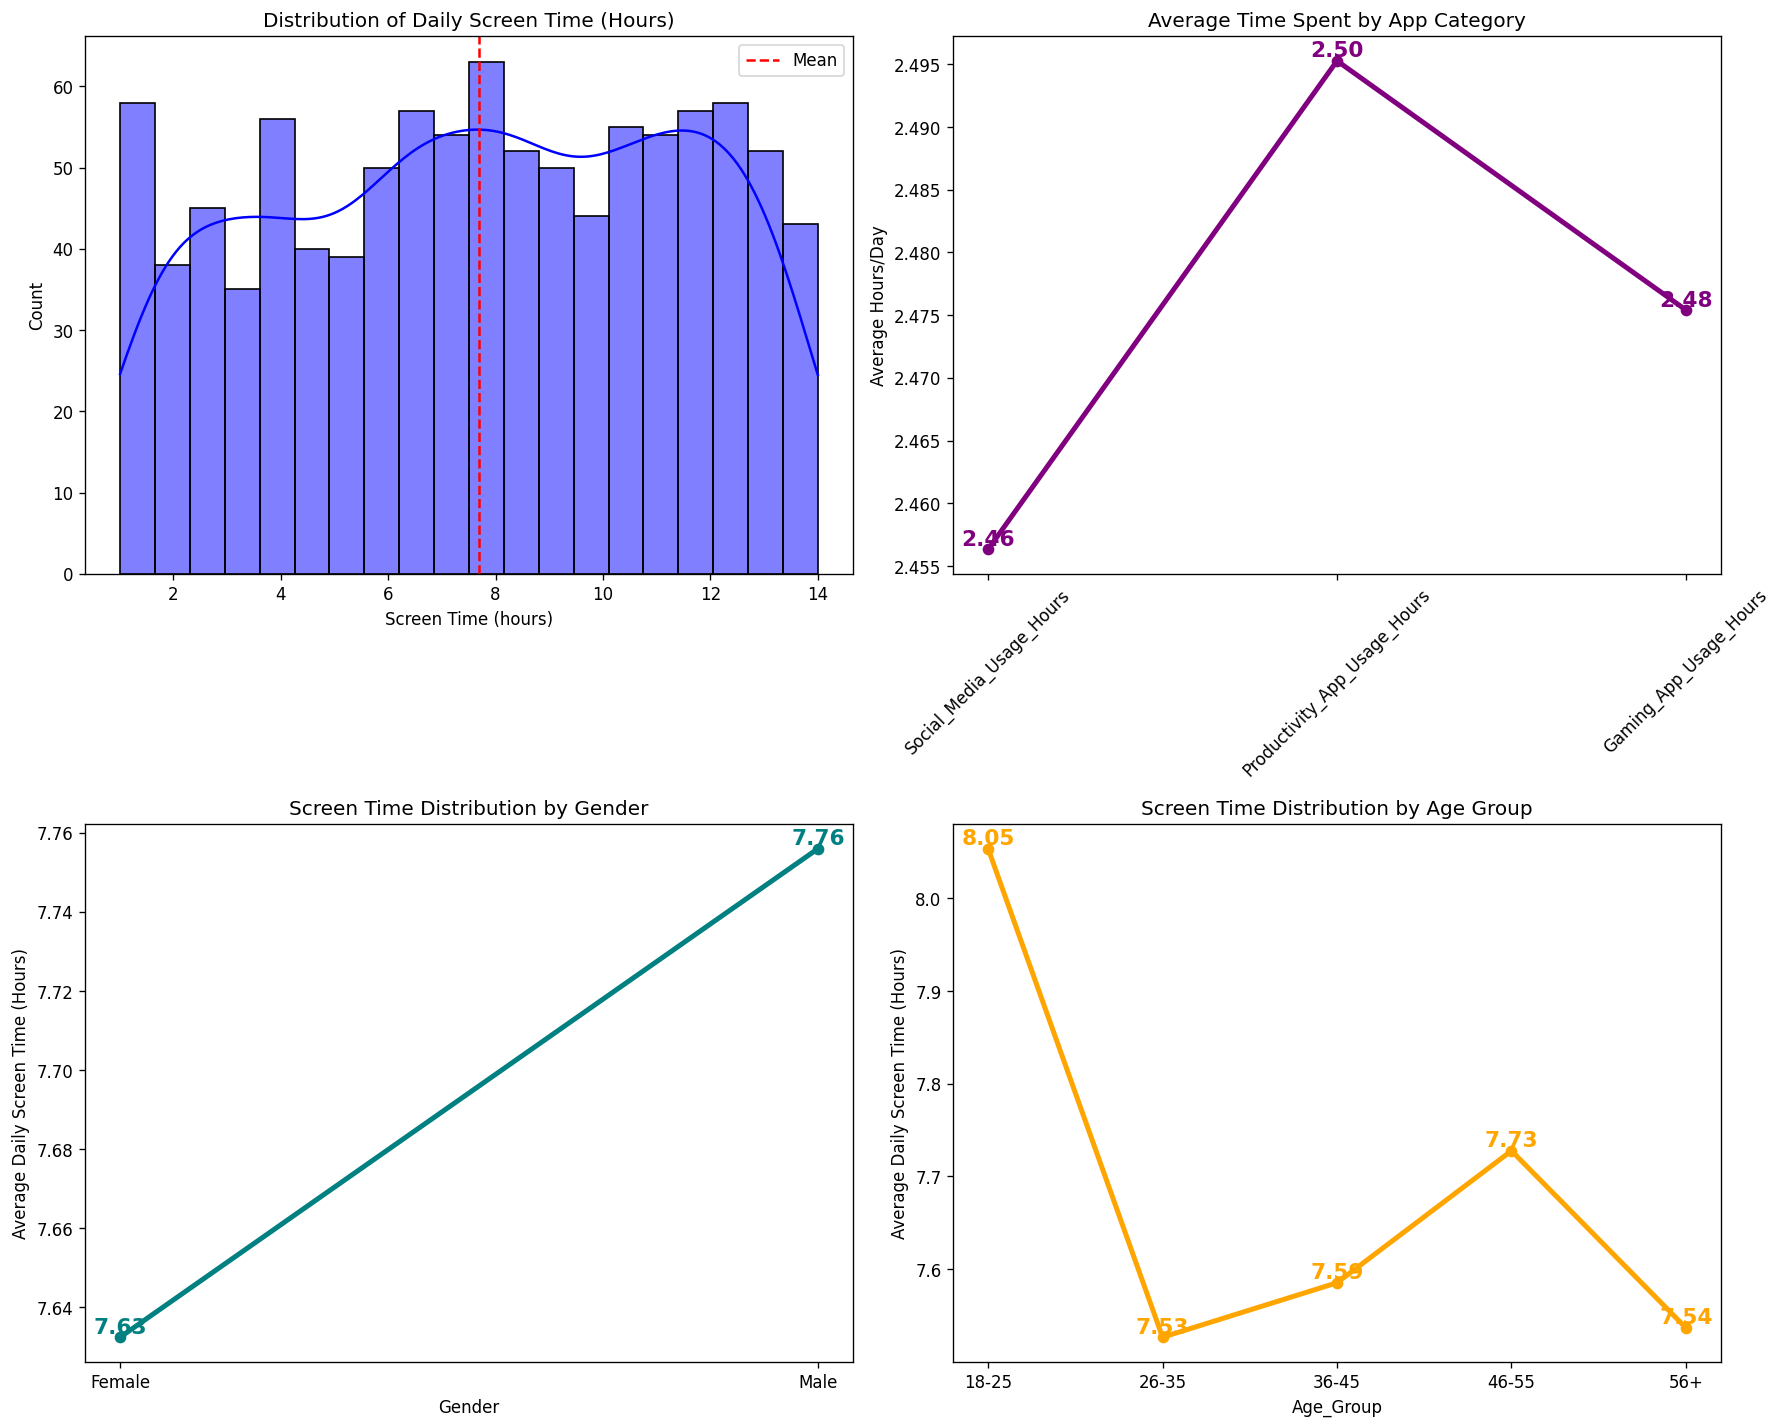 Distribution of Daily Screen Time (Hours)
Mean
60
50
40
30
20
10
0
Count
2 4 6 8 10 12 14
Screen Time (hours)
Average Time Spent by App Category
2.495
2.490
2.485
2.480
2.475
2.470
2.465
2.460
2.455
Average Hours/Day
2.46
2.50
2.48
Social_Media_Usage_Hours
Productivity_App_Usage_Hours
Gaming_App_Usage_Hours
Screen Time Distribution by Gender
7.76
7.74
7.72
7.70
7.68
7.66
7.64
Average Daily Screen Time (Hours)
7.63
7.76
Female Male
Gender
Screen Time Distribution by Age Group
8.0
7.9
7.8
7.7
7.6
Average Daily Screen Time (Hours)
8.05
7.53
7.59
7.73
7.54
18-25 26-35 36-45 46-55 56+
Age_Group